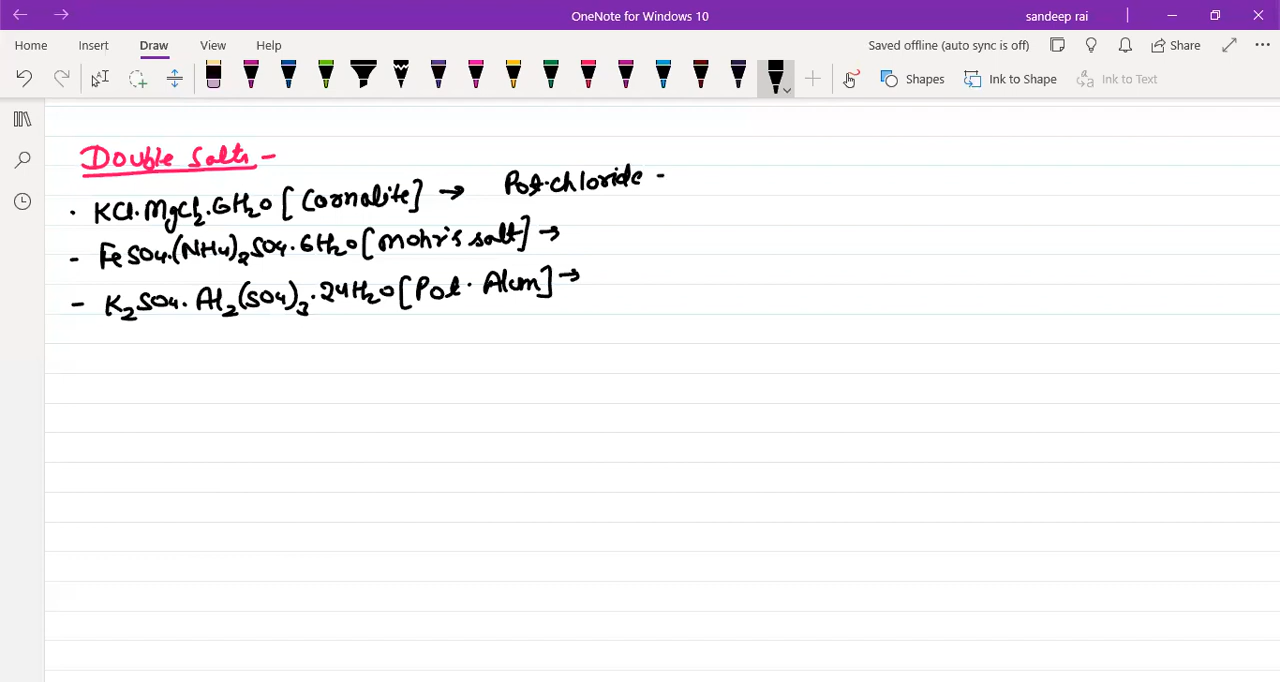 OneNote for Windows 10
sandeep rai
Home Insert Draw View Help
Saved offline (auto sync is off) Share
Shapes Ink to Shape Ink to Text
Double Salts -
· KCl·MgCl2·6H2O [Carnalite] → Pot·chloride -
- FeSO4·(NH4)2SO4·6H2O [Mohr's salt] →
- K2SO4·Al2(SO4)3·24H2O [Pot·Alum] →